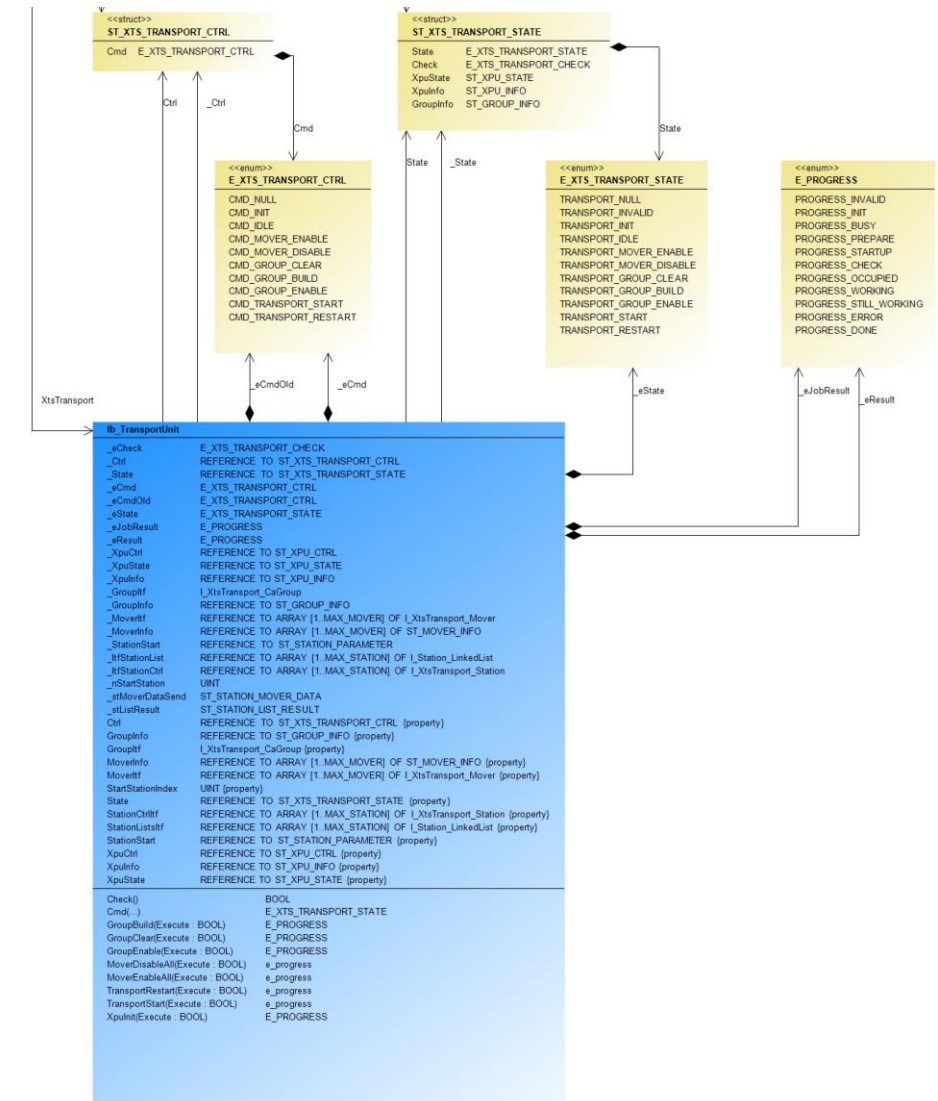 <<struct>>
ST_XTS_TRANSPORT_CTRL
Cmd E_XTS_TRANSPORT_CTRL
<<struct>>
ST_XTS_TRANSPORT_STATE
State E_XTS_TRANSPORT_STATE
Check E_XTS_TRANSPORT_CHECK
XpuState ST_XPU_STATE
XpuInfo ST_XPU_INFO
GroupInfo ST_GROUP_INFO
Ctrl
_Ctrl
Cmd
State
_State
State
<<enum>>
E_XTS_TRANSPORT_CTRL
CMD_NULL
CMD_INIT
CMD_IDLE
CMD_MOVER_ENABLE
CMD_MOVER_DISABLE
CMD_GROUP_CLEAR
CMD_GROUP_BUILD
CMD_GROUP_ENABLE
CMD_TRANSPORT_START
CMD_TRANSPORT_RESTART
<<enum>>
E_XTS_TRANSPORT_STATE
TRANSPORT_NULL
TRANSPORT_INVALID
TRANSPORT_INIT
TRANSPORT_IDLE
TRANSPORT_MOVER_ENABLE
TRANSPORT_MOVER_DISABLE
TRANSPORT_GROUP_CLEAR
TRANSPORT_GROUP_BUILD
TRANSPORT_GROUP_ENABLE
TRANSPORT_START
TRANSPORT_RESTART
<<enum>>
E_PROGRESS
PROGRESS_INVALID
PROGRESS_INIT
PROGRESS_BUSY
PROGRESS_PREPARE
PROGRESS_STARTUP
PROGRESS_CHECK
PROGRESS_OCCUPIED
PROGRESS_WORKING
PROGRESS_STILL_WORKING
PROGRESS_ERROR
PROGRESS_DONE
_eCmdOld
_eCmd
_eState
_eJobResult
_eResult
XtsTransport
fb_TransportUnit
_eCheck E_XTS_TRANSPORT_CHECK
_Ctrl REFERENCE TO ST_XTS_TRANSPORT_CTRL
_State REFERENCE TO ST_XTS_TRANSPORT_STATE
_eCmd E_XTS_TRANSPORT_CTRL
_eCmdOld E_XTS_TRANSPORT_CTRL
_eState E_XTS_TRANSPORT_STATE
_eJobResult E_PROGRESS
_eResult E_PROGRESS
_XpuCtrl REFERENCE TO ST_XPU_CTRL
_XpuState REFERENCE TO ST_XPU_STATE
_XpuInfo REFERENCE TO ST_XPU_INFO
_GroupItf I_XtsTransport_CaGroup
_GroupInfo REFERENCE TO ST_GROUP_INFO
_MoverItf REFERENCE TO ARRAY [1..MAX_MOVER] OF I_XtsTransport_Mover
_MoverInfo REFERENCE TO ARRAY [1..MAX_MOVER] OF ST_MOVER_INFO
_StationStart REFERENCE TO ST_STATION_PARAMETER
_ItfStationList REFERENCE TO ARRAY [1..MAX_STATION] OF I_Station_LinkedList
_ItfStationCtrl REFERENCE TO ARRAY [1..MAX_STATION] OF I_XtsTransport_Station
_nStartStation UINT
_stMoverDataSend ST_STATION_MOVER_DATA
_stListResult ST_STATION_LIST_RESULT
Ctrl REFERENCE TO ST_XTS_TRANSPORT_CTRL {property}
GroupInfo REFERENCE TO ST_GROUP_INFO {property}
GroupItf I_XtsTransport_CaGroup {property}
MoverInfo REFERENCE TO ARRAY [1..MAX_MOVER] OF ST_MOVER_INFO {property}
MoverItf REFERENCE TO ARRAY [1..MAX_MOVER] OF I_XtsTransport_Mover {property}
StartStationIndex UINT {property}
State REFERENCE TO ST_XTS_TRANSPORT_STATE {property}
StationCtrlItf REFERENCE TO ARRAY [1..MAX_STATION] OF I_XtsTransport_Station {property}
StationListsItf REFERENCE TO ARRAY [1..MAX_STATION] OF I_Station_LinkedList {property}
StationStart REFERENCE TO ST_STATION_PARAMETER {property}
XpuCtrl REFERENCE TO ST_XPU_CTRL {property}
XpuInfo REFERENCE TO ST_XPU_INFO {property}
XpuState REFERENCE TO ST_XPU_STATE {property}
Check() BOOL
Cmd(...) E_XTS_TRANSPORT_STATE
GroupBuild(Execute : BOOL) E_PROGRESS
GroupClear(Execute : BOOL) E_PROGRESS
GroupEnable(Execute : BOOL) E_PROGRESS
MoverDisableAll(Execute : BOOL) e_progress
MoverEnableAll(Execute : BOOL) e_progress
TransportRestart(Execute : BOOL) e_progress
TransportStart(Execute : BOOL) e_progress
XpuInit(Execute : BOOL) E_PROGRESS